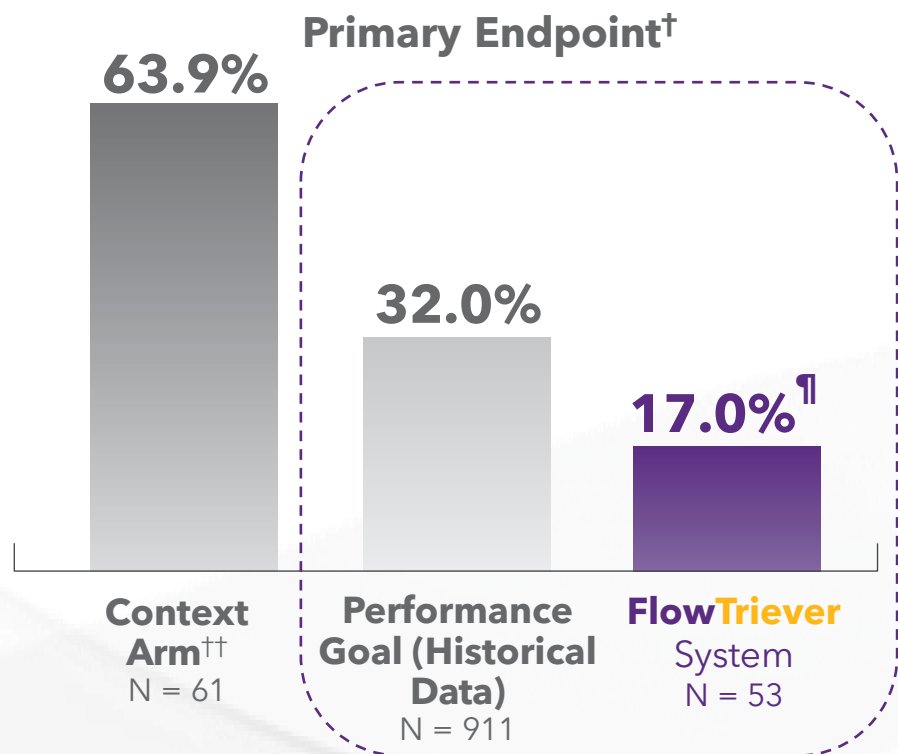 Primary Endpoint†
63.9%
32.0%
17.0%¶
Context
Arm††
N = 61
Performance
Goal (Historical
Data)
N = 911
FlowTriever
System
N = 53